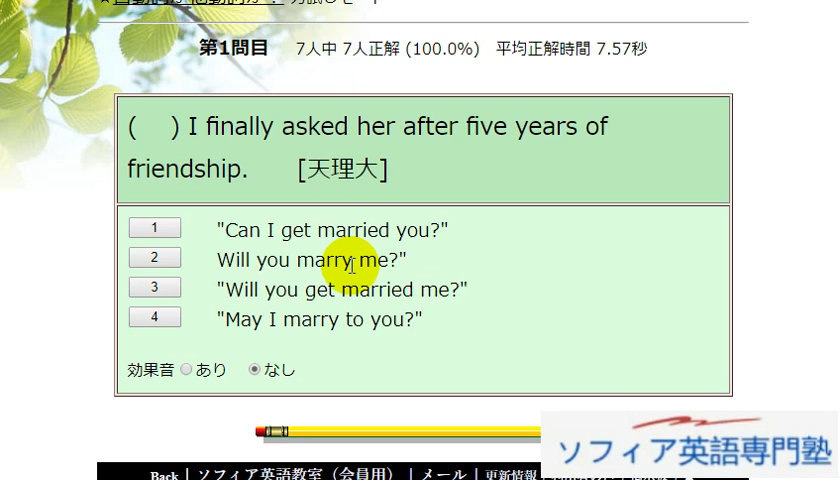 第1問目 7人中 7人正解 (100.0%) 平均正解時間 7.57秒
( ) I finally asked her after five years of
friendship. [天理大]
1 "Can I get married you?"
2 Will you marry me?"
3 "Will you get married me?"
4 "May I marry to you?"
効果音 あり なし
ソフィア英語専門塾
Back | ソフィア英語教室（会員用） | メール | 更新情報